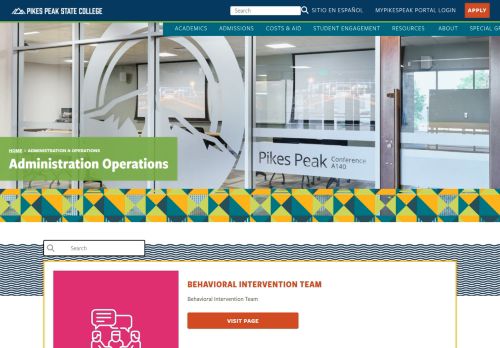 PIKES PEAK STATE COLLEGE
Search
SITIO EN ESPAÑOL
MYPIKESPEAK PORTAL LOGIN
APPLY
ACADEMICS ADMISSIONS COSTS & AID STUDENT ENGAGEMENT RESOURCES ABOUT SPECIAL GR
Pikes Peak Conference
A140
HOME » ADMINISTRATION & OPERATIONS
Administration Operations
Search
BEHAVIORAL INTERVENTION TEAM
Behavioral Intervention Team
VISIT PAGE